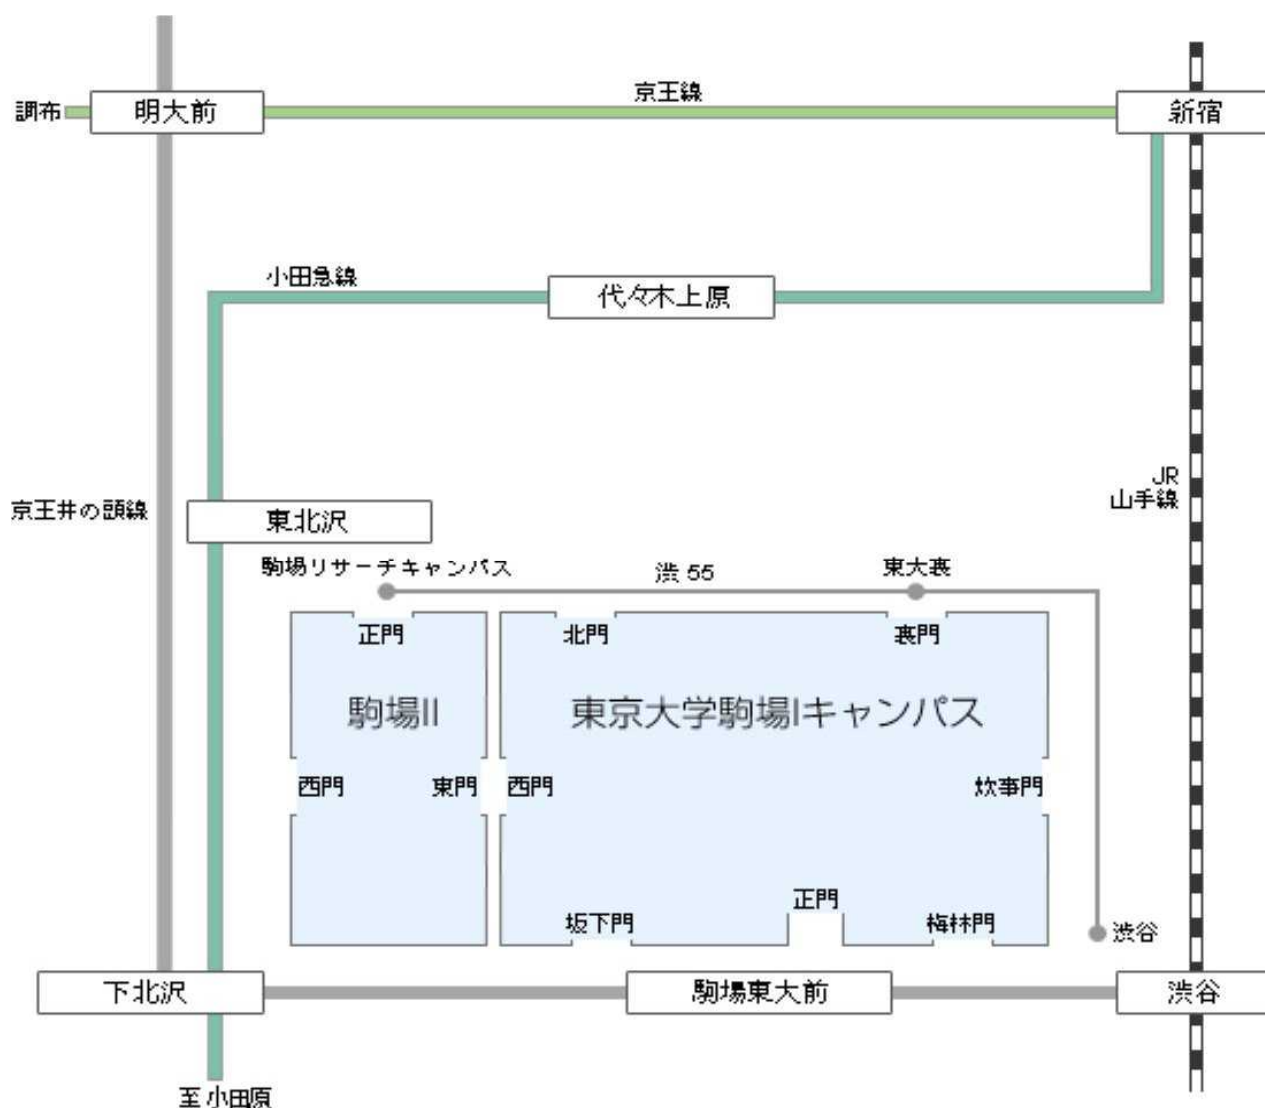 京王線
調布
明大前
新宿
小田急線
代々木上原
JR
山手線
京王井の頭線
東北沢
駒場リサーチキャンパス
渋 55
東大裏
正門
北門
裏門
駒場II
東京大学駒場Iキャンパス
西門
東門
西門
炊事門
正門
坂下門
梅林門
渋谷
下北沢
駒場東大前
渋谷
至 小田原